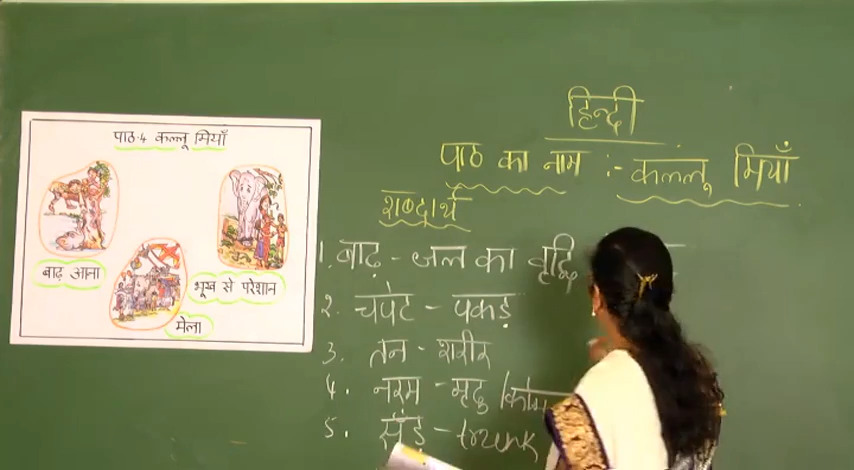 पाठ-4 कल्लू मियाँ
बाढ़ आना
भूख से परेशान
मेला
हिन्दी
पाठ का नाम :- कल्लू मियाँ
शब्दार्थ
1. बाढ़ - जल का वृद्धि
2. चपेट - पकड़
3. तन - शरीर
4. नरम - मृदु /
5. सूँड़ - trunk